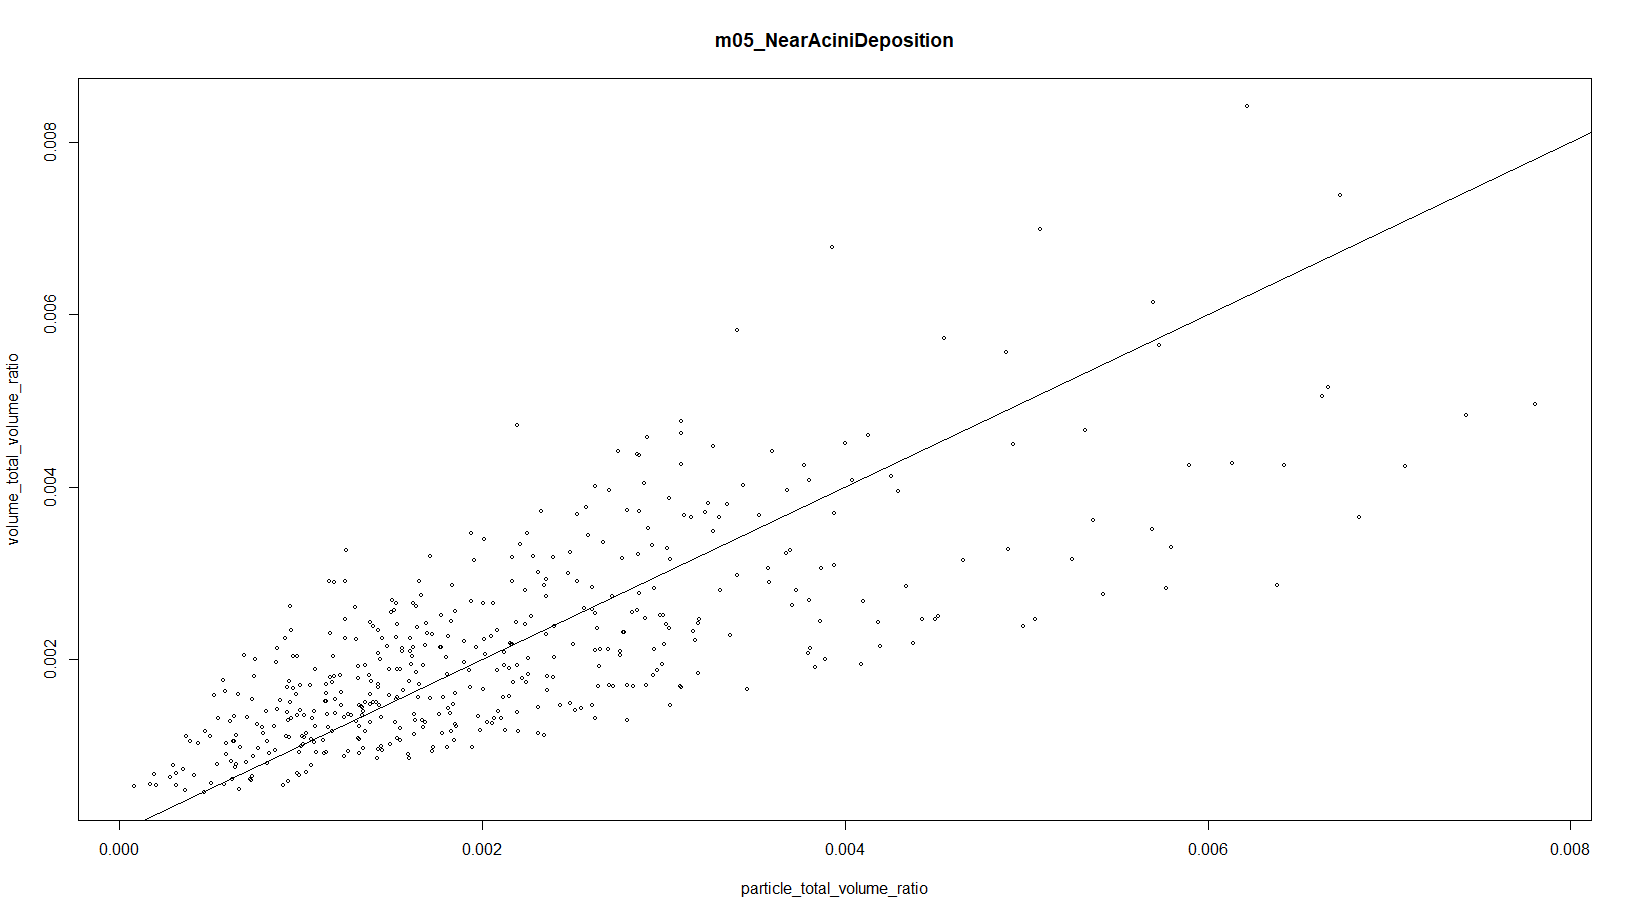 m05_NearAciniDeposition
volume_total_volume_ratio
0.008
0.006
0.004
0.002
0.000 0.002 0.004 0.006 0.008
particle_total_volume_ratio